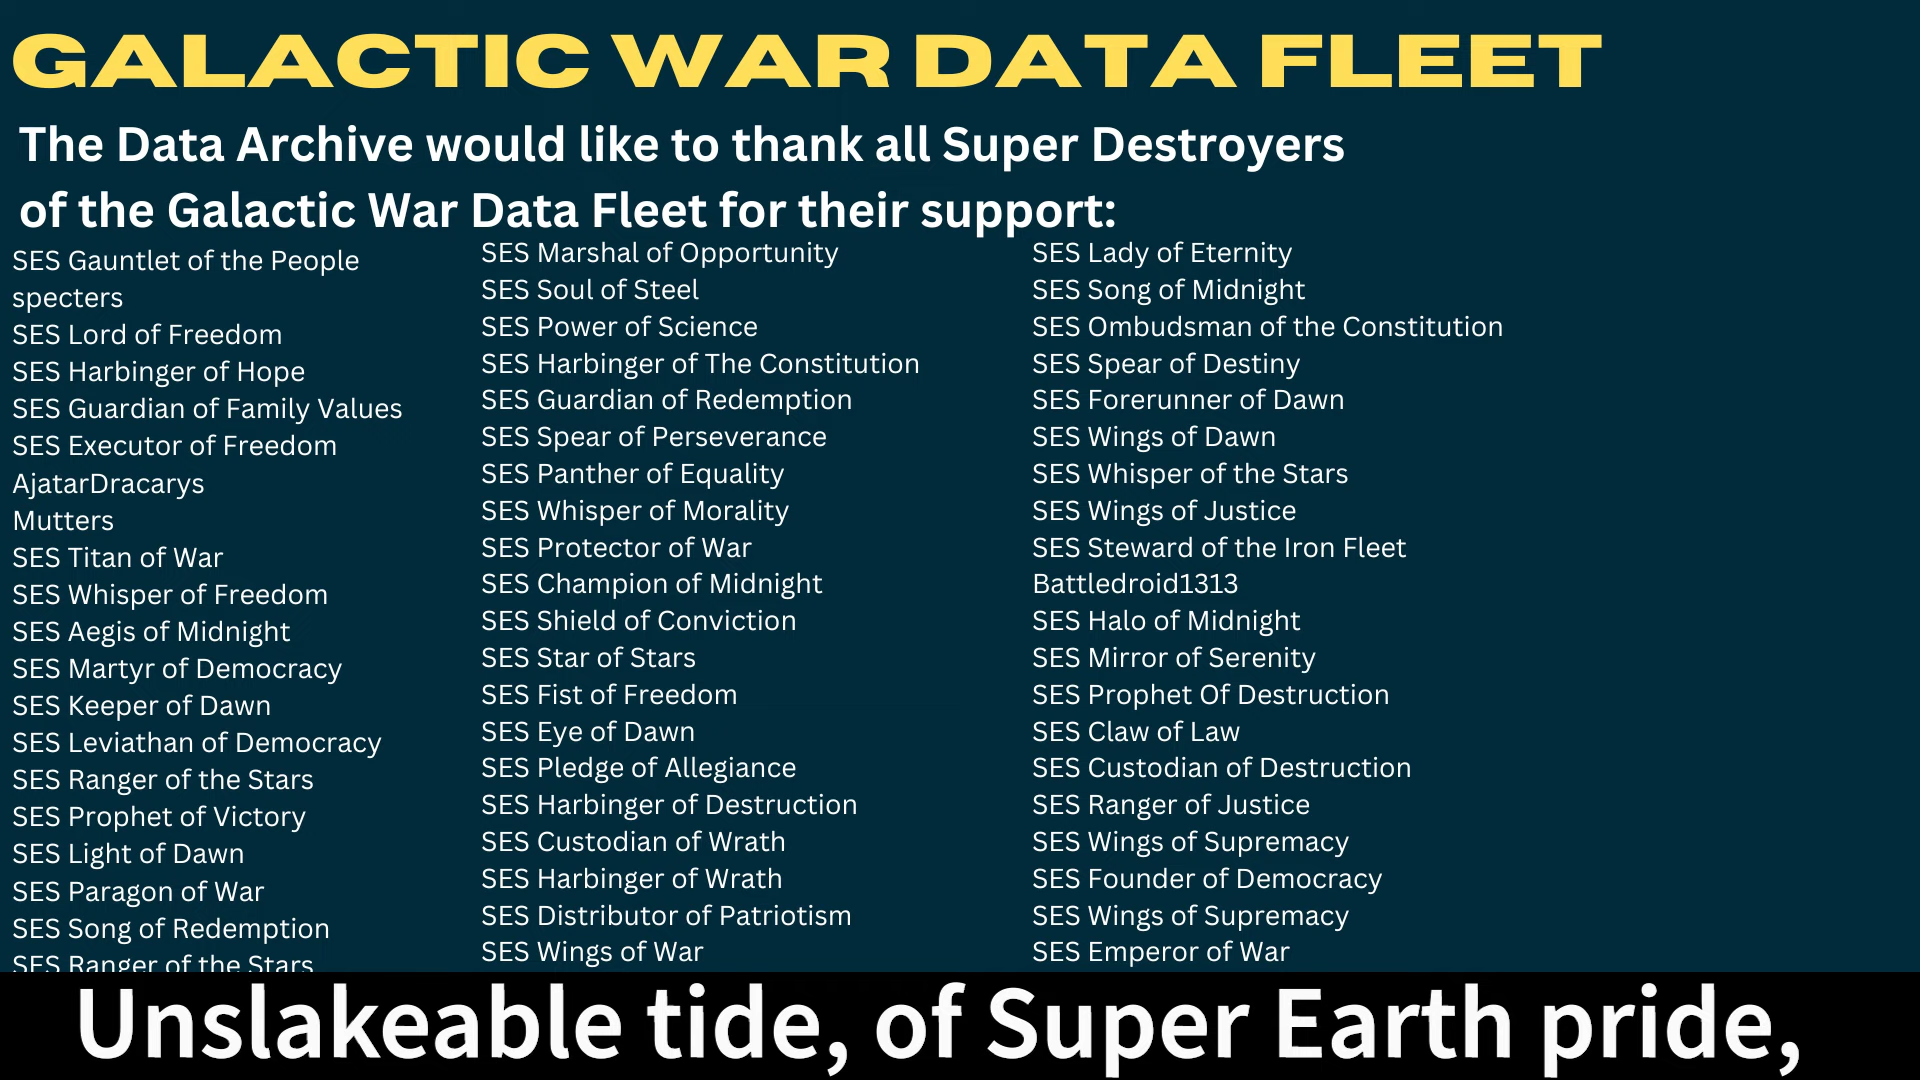 GALACTIC WAR DATA FLEET
The Data Archive would like to thank all Super Destroyers
of the Galactic War Data Fleet for their support:
SES Gauntlet of the People
specters
SES Lord of Freedom
SES Harbinger of Hope
SES Guardian of Family Values
SES Executor of Freedom
AjatarDracarys
Mutters
SES Titan of War
SES Whisper of Freedom
SES Aegis of Midnight
SES Martyr of Democracy
SES Keeper of Dawn
SES Leviathan of Democracy
SES Ranger of the Stars
SES Prophet of Victory
SES Light of Dawn
SES Paragon of War
SES Song of Redemption
SES Ranger of the Stars
SES Marshal of Opportunity
SES Soul of Steel
SES Power of Science
SES Harbinger of The Constitution
SES Guardian of Redemption
SES Spear of Perseverance
SES Panther of Equality
SES Whisper of Morality
SES Protector of War
SES Champion of Midnight
SES Shield of Conviction
SES Star of Stars
SES Fist of Freedom
SES Eye of Dawn
SES Pledge of Allegiance
SES Harbinger of Destruction
SES Custodian of Wrath
SES Harbinger of Wrath
SES Distributor of Patriotism
SES Wings of War
SES Lady of Eternity
SES Song of Midnight
SES Ombudsman of the Constitution
SES Spear of Destiny
SES Forerunner of Dawn
SES Wings of Dawn
SES Whisper of the Stars
SES Wings of Justice
SES Steward of the Iron Fleet
Battledroid1313
SES Halo of Midnight
SES Mirror of Serenity
SES Prophet Of Destruction
SES Claw of Law
SES Custodian of Destruction
SES Ranger of Justice
SES Wings of Supremacy
SES Founder of Democracy
SES Wings of Supremacy
SES Emperor of War
Unslakeable tide, of Super Earth pride,